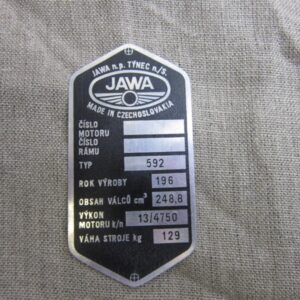 JAWA n.p. TÝNEC n/S.
JAWA
MADE IN CZECHOSLOVAKIA
ČÍSLO
MOTORU
ČÍSLO
RÁMU
TYP 592
ROK VÝROBY 196
OBSAH VÁLCŮ cm³ 248,8
VÝKON
MOTORU k/n 13/4750
VÁHA STROJE kg 129